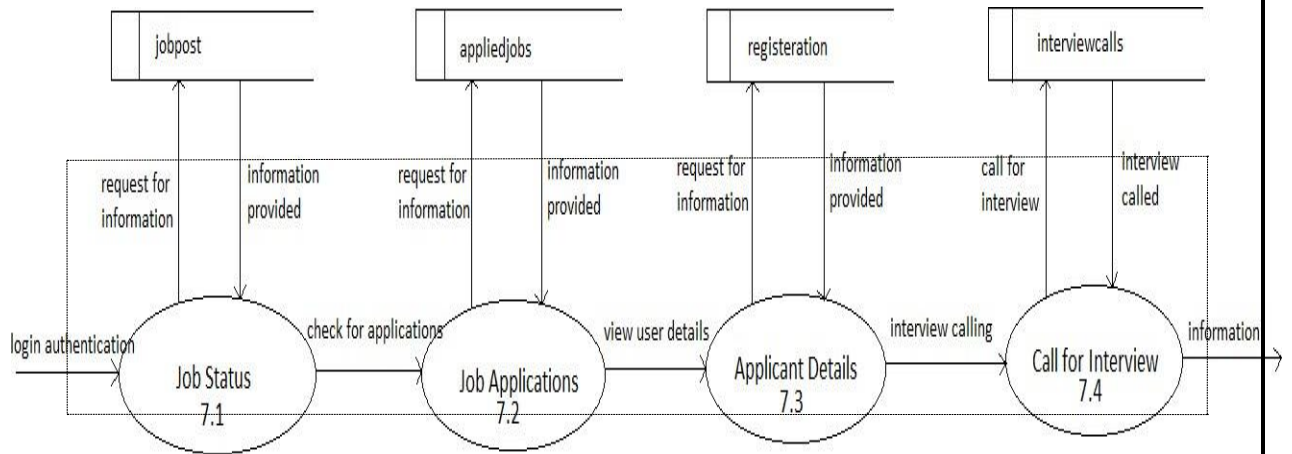 jobpost
appliedjobs
registeration
interviewcalls
request for
information
information
provided
request for
information
information
provided
request for
information
information
provided
call for
interview
interview
called
login authentication
Job Status
7.1
check for applications
Job Applications
7.2
view user details
Applicant Details
7.3
interview calling
Call for Interview
7.4
information